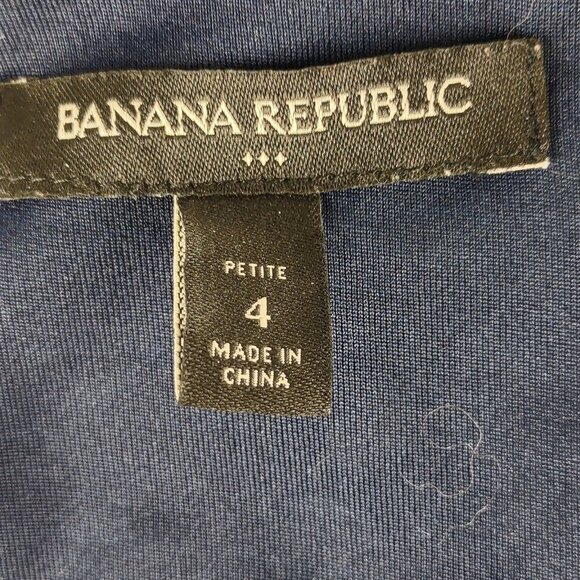 BANANA REPUBLIC
PETITE
4
MADE IN
CHINA